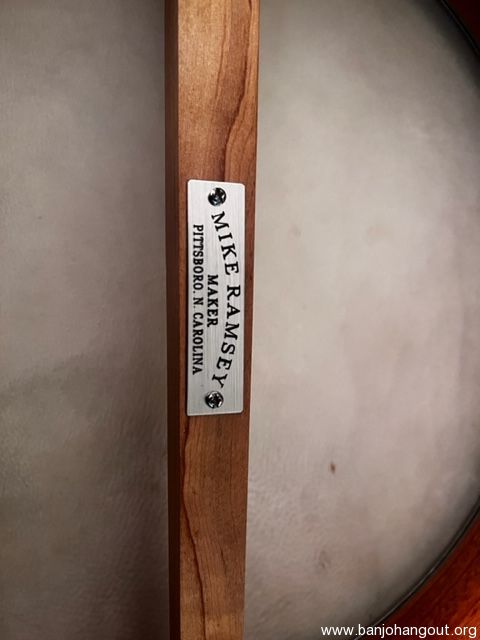 MIKE RAMSEY
MAKER
PITTSBORO. N. CAROLINA
www.banjohangout.org